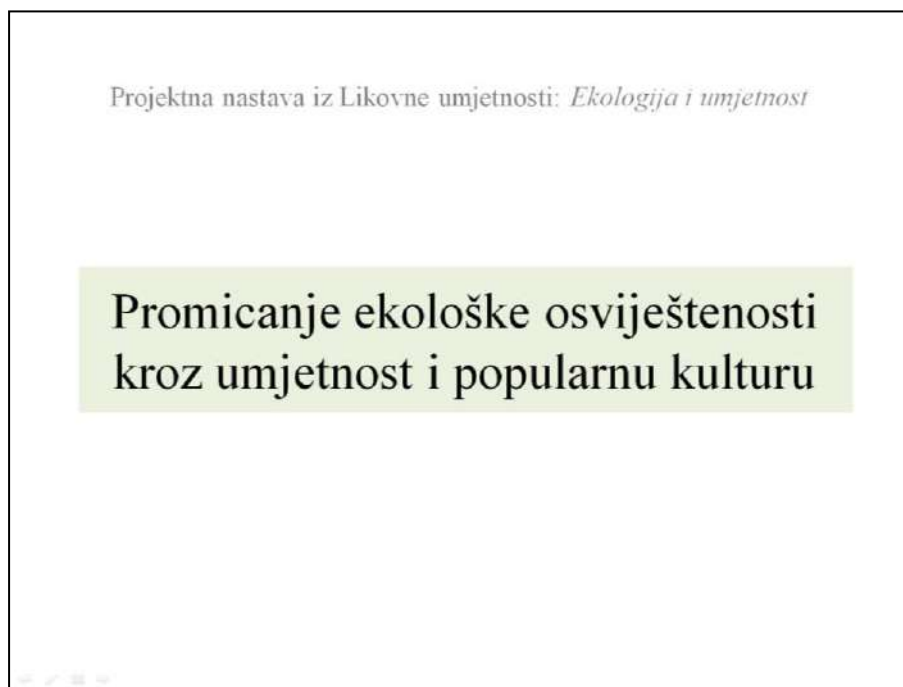 Projektna nastava iz Likovne umjetnosti: Ekologija i umjetnost
Promicanje ekološke osviještenosti
kroz umjetnost i popularnu kulturu